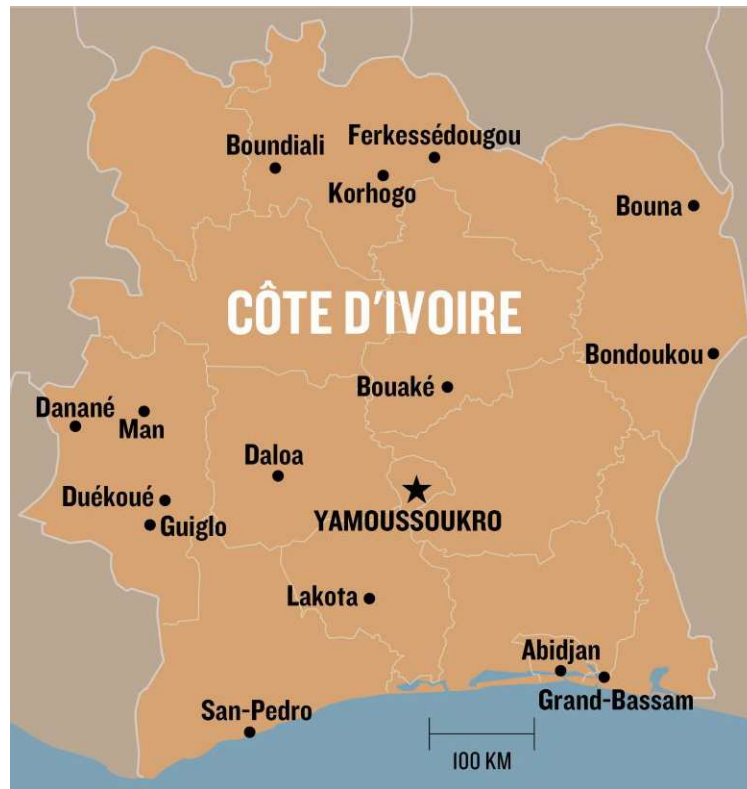 Ferkessédougou
Boundiali
Korhogo
Bouna
CÔTE D'IVOIRE
Bondoukou
Bouaké
Danané
Man
Daloa
Duékoué
Guiglo
YAMOUSSOUKRO
Lakota
Abidjan
Grand-Bassam
San-Pedro
100 KM